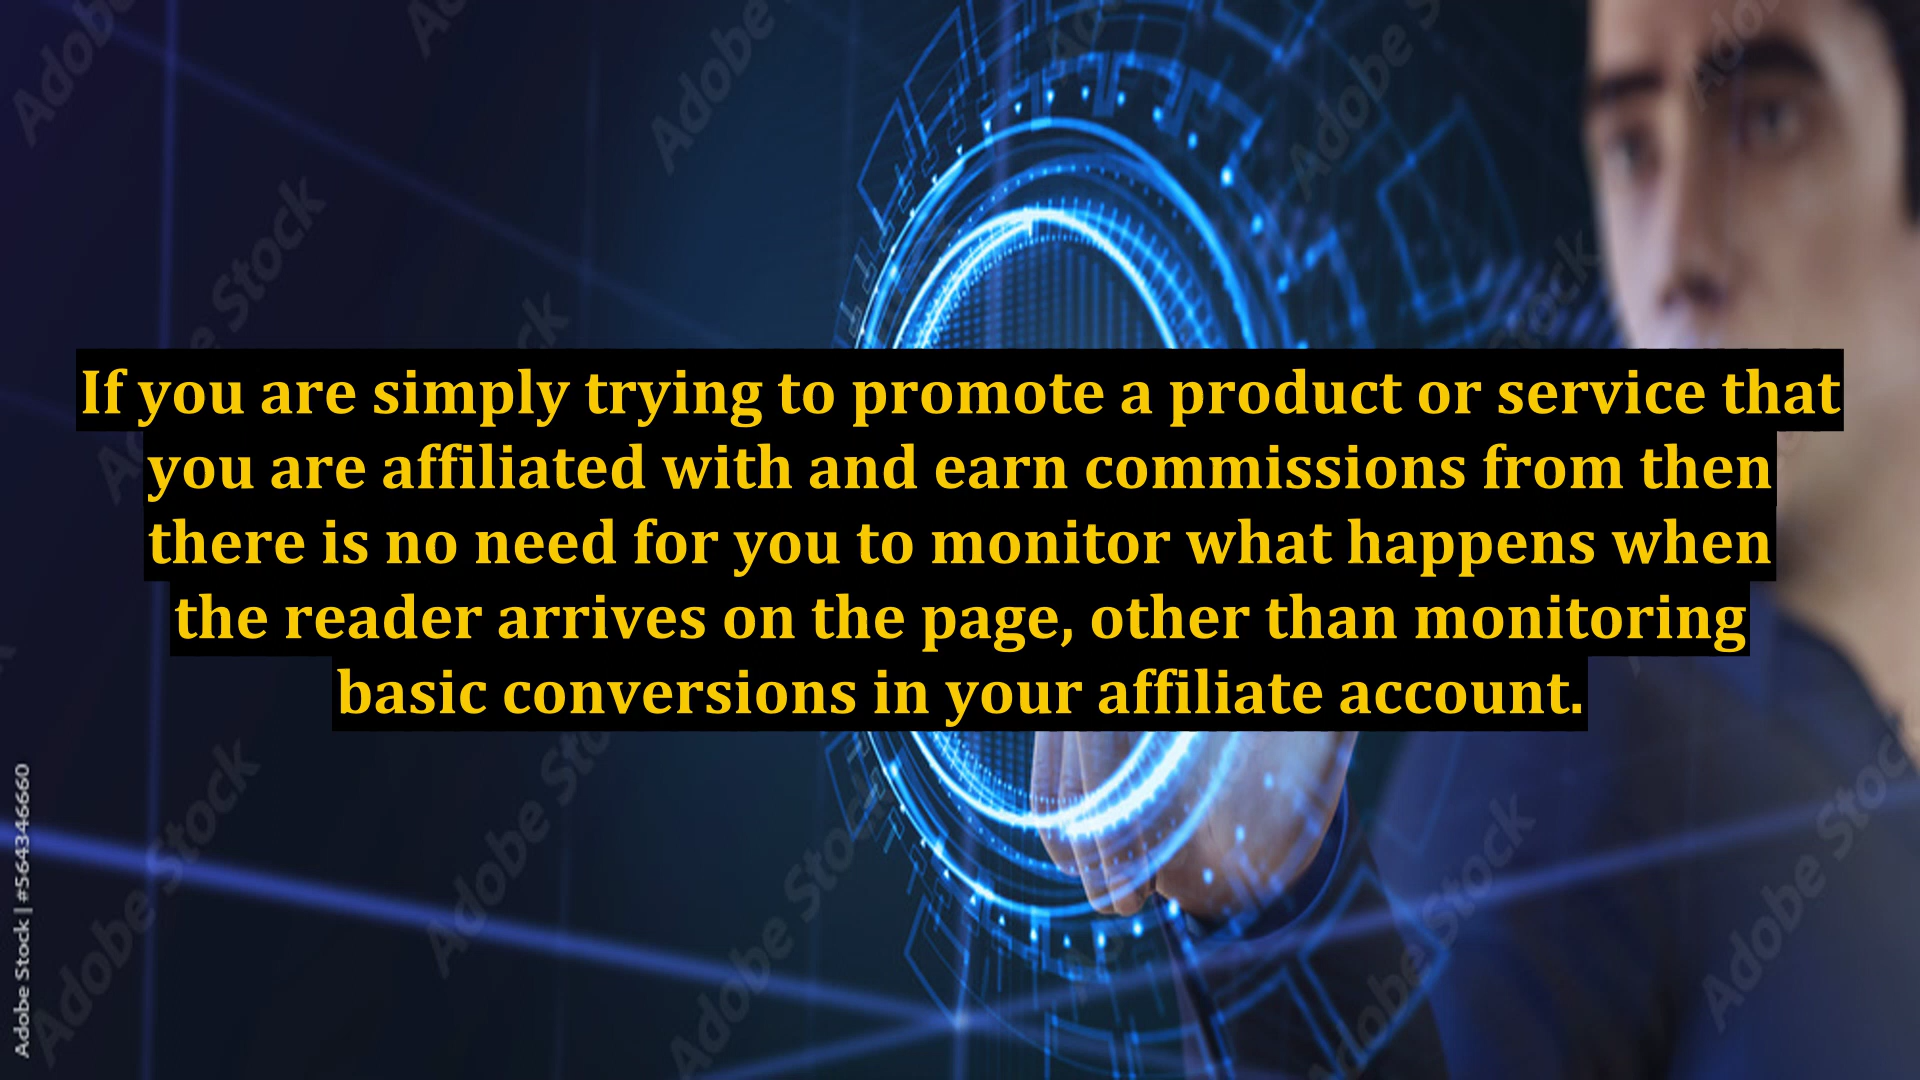 If you are simply trying to promote a product or service that
you are affiliated with and earn commissions from then
there is no need for you to monitor what happens when
the reader arrives on the page, other than monitoring
basic conversions in your affiliate account.
Adobe Stock | #564346660
Adobe Stock